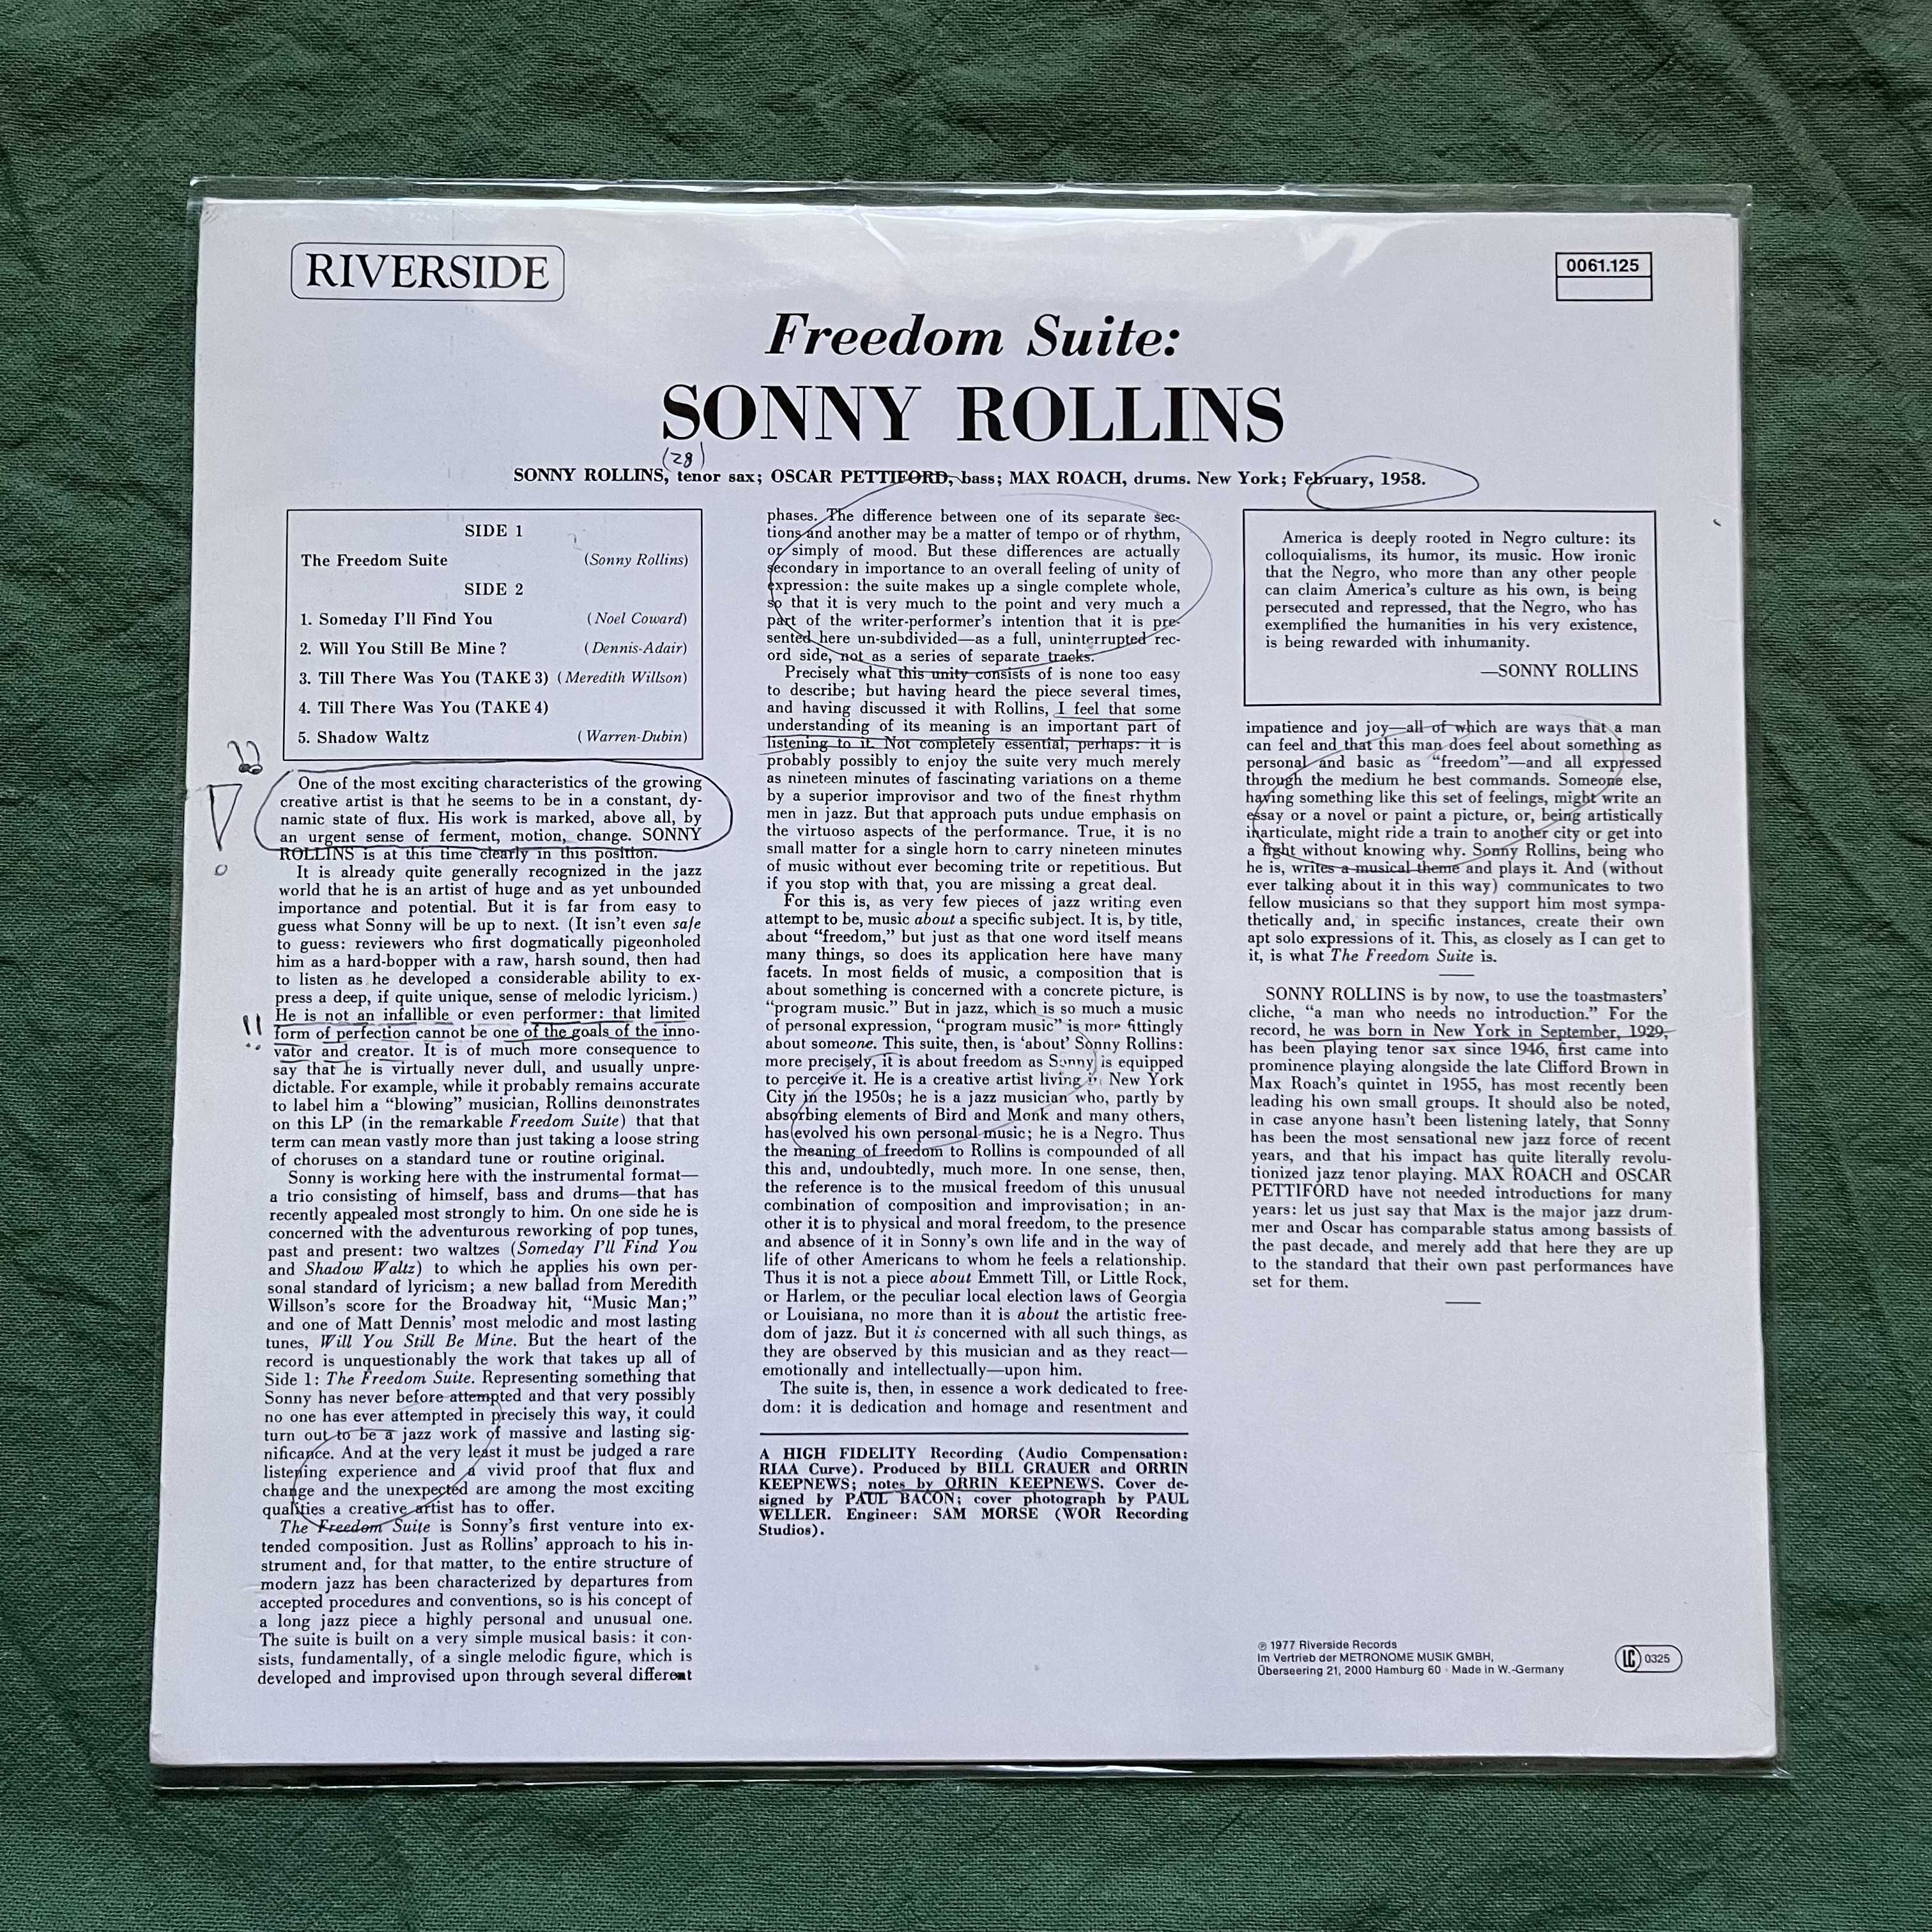 RIVERSIDE
0061.125
Freedom Suite:
SONNY ROLLINS
(28)
SONNY ROLLINS, tenor sax; OSCAR PETTIFORD, bass; MAX ROACH, drums. New York; February, 1958.
SIDE 1
The Freedom Suite (Sonny Rollins)
SIDE 2
1. Someday I'll Find You (Noel Coward)
2. Will You Still Be Mine? (Dennis-Adair)
3. Till There Was You (TAKE 3) (Meredith Willson)
4. Till There Was You (TAKE 4)
5. Shadow Waltz (Warren-Dubin)
!
One of the most exciting characteristics of the growing
creative artist is that he seems to be in a constant, dy-
namic state of flux. His work is marked, above all, by
an urgent sense of ferment, motion, change. SONNY
ROLLINS is at this time clearly in this position.
It is already quite generally recognized in the jazz
world that he is an artist of huge and as yet unbounded
importance and potential. But it is far from easy to
guess what Sonny will be up to next. (It isn't even safe
to guess: reviewers who first dogmatically pigeonholed
him as a hard-bopper with a raw, harsh sound, then had
to listen as he developed a considerable ability to ex-
press a deep, if quite unique, sense of melodic lyricism.)
He is not an infallible or even performer: that limited
!!
form of perfection cannot be one of the goals of the inno-
vator and creator. It is of much more consequence to
say that he is virtually never dull, and usually unpre-
dictable. For example, while it probably remains accurate
to label him a “blowing” musician, Rollins demonstrates
on this LP (in the remarkable Freedom Suite) that that
term can mean vastly more than just taking a loose string
of choruses on a standard tune or routine original.
Sonny is working here with the instrumental format—
a trio consisting of himself, bass and drums—that has
recently appealed most strongly to him. On one side he is
concerned with the adventurous reworking of pop tunes,
past and present: two waltzes (Someday I'll Find You
and Shadow Waltz) to which he applies his own per-
sonal standard of lyricism; a new ballad from Meredith
Willson's score for the Broadway hit, “Music Man;”
and one of Matt Dennis' most melodic and most lasting
tunes, Will You Still Be Mine. But the heart of the
record is unquestionably the work that takes up all of
Side 1: The Freedom Suite. Representing something that
Sonny has never before attempted and that very possibly
no one has ever attempted in precisely this way, it could
turn out to be a jazz work of massive and lasting sig-
nificance. And at the very least it must be judged a rare
listening experience and a vivid proof that flux and
change and the unexpected are among the most exciting
qualities a creative artist has to offer.
The Freedom Suite is Sonny's first venture into ex-
tended composition. Just as Rollins' approach to his in-
strument and, for that matter, to the entire structure of
modern jazz has been characterized by departures from
accepted procedures and conventions, so is his concept of
a long jazz piece a highly personal and unusual one.
The suite is built on a very simple musical basis: it con-
sists, fundamentally, of a single melodic figure, which is
developed and improvised upon through several different
phases. The difference between one of its separate sec-
tions and another may be a matter of tempo or of rhythm,
or simply of mood. But these differences are actually
secondary in importance to an overall feeling of unity of
expression: the suite makes up a single complete whole,
so that it is very much to the point and very much a
part of the writer-performer's intention that it is pre-
sented here un-subdivided—as a full, uninterrupted rec-
ord side, not as a series of separate tracks.
Precisely what this unity consists of is none too easy
to describe; but having heard the piece several times,
and having discussed it with Rollins, I feel that some
understanding of its meaning is an important part of
listening to it. Not completely essential, perhaps: it is
probably possibly to enjoy the suite very much merely
as nineteen minutes of fascinating variations on a theme
by a superior improvisor and two of the finest rhythm
men in jazz. But that approach puts undue emphasis on
the virtuoso aspects of the performance. True, it is no
small matter for a single horn to carry nineteen minutes
of music without ever becoming trite or repetitious. But
if you stop with that, you are missing a great deal.
For this is, as very few pieces of jazz writing even
attempt to be, music about a specific subject. It is, by title,
about “freedom,” but just as that one word itself means
many things, so does its application here have many
facets. In most fields of music, a composition that is
about something is concerned with a concrete picture, is
“program music.” But in jazz, which is so much a music
of personal expression, “program music” is more fittingly
about someone. This suite, then, is ‘about’ Sonny Rollins:
more precisely, it is about freedom as Sonny is equipped
to perceive it. He is a creative artist living in New York
City in the 1950s; he is a jazz musician who, partly by
absorbing elements of Bird and Monk and many others,
has evolved his own personal music; he is a Negro. Thus
the meaning of freedom to Rollins is compounded of all
this and, undoubtedly, much more. In one sense, then,
the reference is to the musical freedom of this unusual
combination of composition and improvisation; in an-
other it is to physical and moral freedom, to the presence
and absence of it in Sonny's own life and in the way of
life of other Americans to whom he feels a relationship.
Thus it is not a piece about Emmett Till, or Little Rock,
or Harlem, or the peculiar local election laws of Georgia
or Louisiana, no more than it is about the artistic free-
dom of jazz. But it is concerned with all such things, as
they are observed by this musician and as they react—
emotionally and intellectually—upon him.
The suite is, then, in essence a work dedicated to free-
dom: it is dedication and homage and resentment and
A HIGH FIDELITY Recording (Audio Compensation:
RIAA Curve). Produced by BILL GRAUER and ORRIN
KEEPNEWS; notes by ORRIN KEEPNEWS. Cover de-
signed by PAUL BACON; cover photograph by PAUL
WELLER. Engineer: SAM MORSE (WOR Recording
Studios).
America is deeply rooted in Negro culture: its
colloquialisms, its humor, its music. How ironic
that the Negro, who more than any other people
can claim America's culture as his own, is being
persecuted and repressed, that the Negro, who has
exemplified the humanities in his very existence,
is being rewarded with inhumanity.
—SONNY ROLLINS
impatience and joy—all of which are ways that a man
can feel and that this man does feel about something as
personal and basic as “freedom”—and all expressed
through the medium he best commands. Someone else,
having something like this set of feelings, might write an
essay or a novel or paint a picture, or, being artistically
inarticulate, might ride a train to another city or get into
a fight without knowing why. Sonny Rollins, being who
he is, writes a musical theme and plays it. And (without
ever talking about it in this way) communicates to two
fellow musicians so that they support him most sympa-
thetically and, in specific instances, create their own
apt solo expressions of it. This, as closely as I can get to
it, is what The Freedom Suite is.
SONNY ROLLINS is by now, to use the toastmasters'
cliche, “a man who needs no introduction.” For the
record, he was born in New York in September, 1929,
has been playing tenor sax since 1946, first came into
prominence playing alongside the late Clifford Brown in
Max Roach's quintet in 1955, has most recently been
leading his own small groups. It should also be noted,
in case anyone hasn't been listening lately, that Sonny
has been the most sensational new jazz force of recent
years, and that his impact has quite literally revolu-
tionized jazz tenor playing. MAX ROACH and OSCAR
PETTIFORD have not needed introductions for many
years: let us just say that Max is the major jazz drum-
mer and Oscar has comparable status among bassists of
the past decade, and merely add that here they are up
to the standard that their own past performances have
set for them.
℗ 1977 Riverside Records
Im Vertrieb der METRONOME MUSIK GMBH,
Überseering 21, 2000 Hamburg 60 · Made in W.-Germany
LC 0325